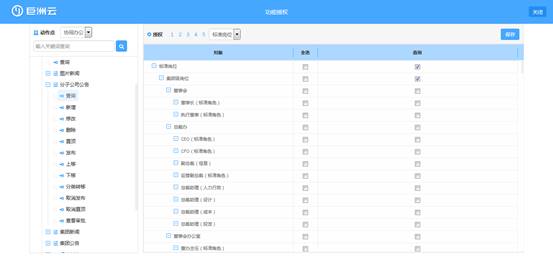 巨洲云
功能授权
关闭
动作点 协同办公
输入关键词查询
查询
图片新闻
分子公司公告
查询
新增
修改
删除
置顶
发布
上移
下移
分类转移
取消发布
取消置顶
查看审批
集团新闻
集团公告
授权 1 2 3 4 5 标准岗位
保存
对象 全选 查询
标准岗位
集团级岗位
董事会
董事长（标准角色）
执行董事（标准角色）
总裁办
CEO（标准角色）
CFO（标准角色）
副总裁（经营）
运营副总裁（标准角色）
总裁助理（人力行政）
总裁助理（设计）
总裁助理（成本）
总裁助理（投资）
董事会办公室
董办主任（标准角色）